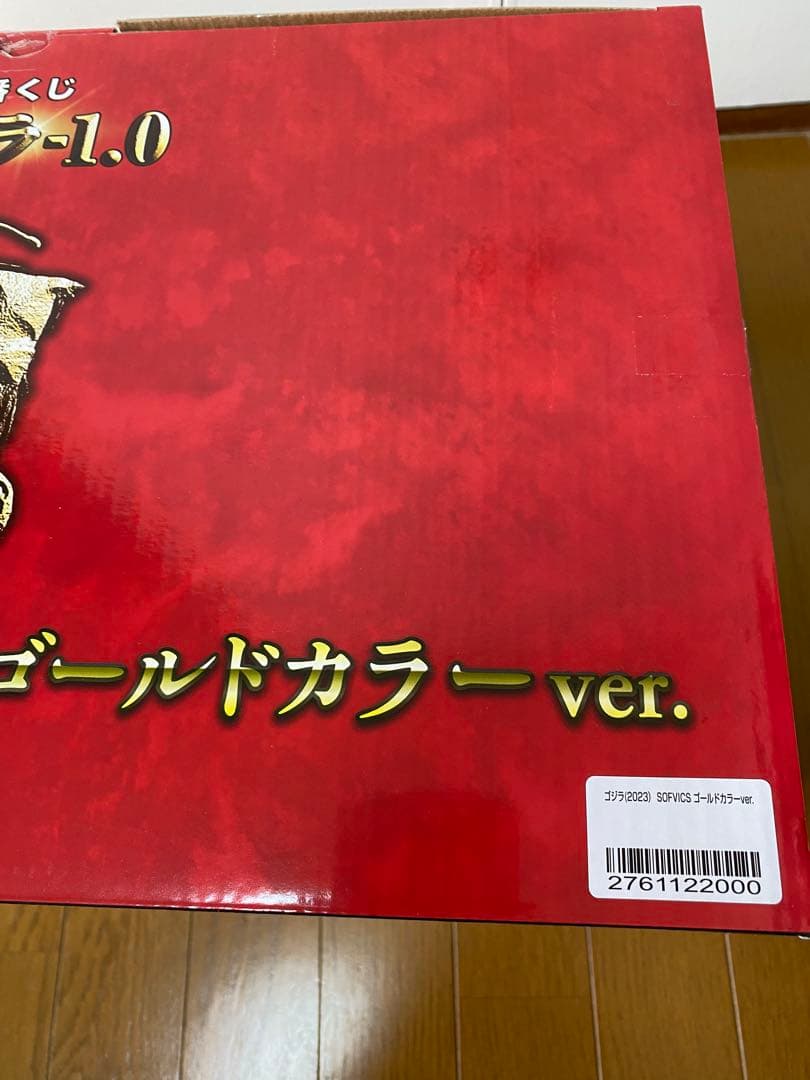 番くじ
ラ-1.0
ゴールドカラーver.
ゴジラ(2023) SOFVICS ゴールドカラーver.
2761122000